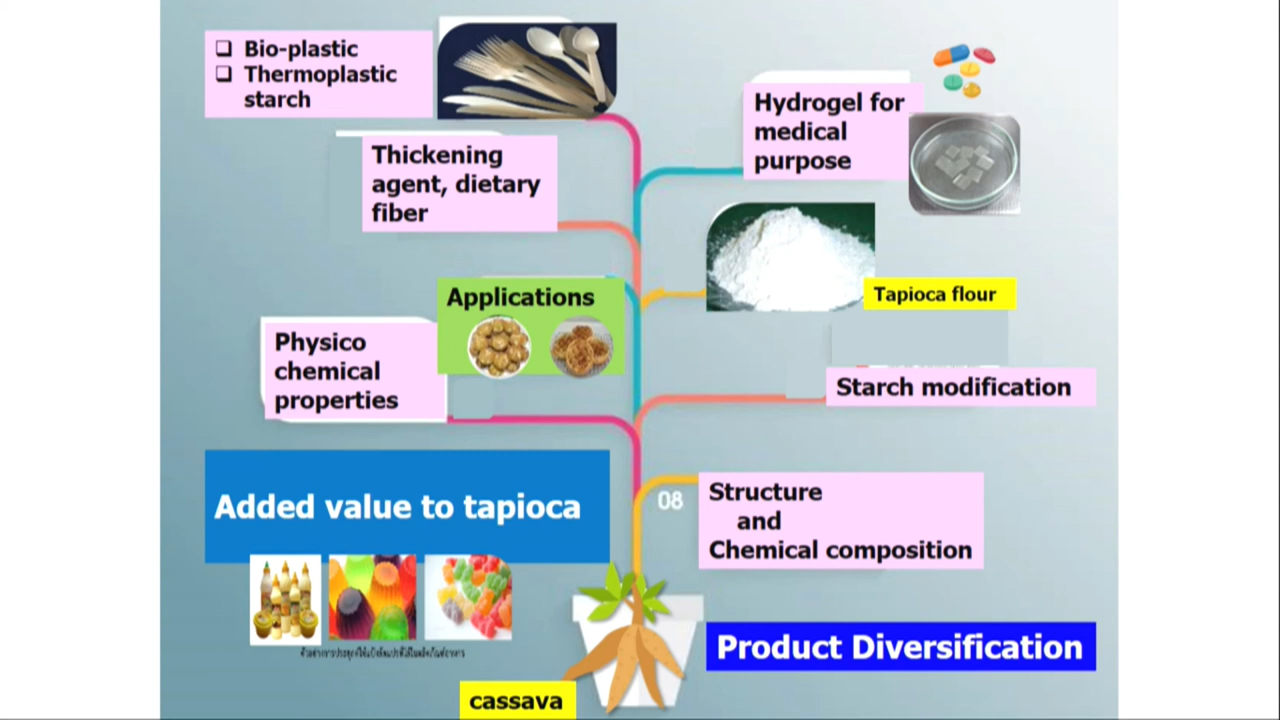 ❑ Bio-plastic
❑ Thermoplastic
starch
Hydrogel for
medical
purpose
Thickening
agent, dietary
fiber
Applications
Tapioca flour
Physico
chemical
properties
Starch modification
Added value to tapioca
08
Structure
and
Chemical composition
Product Diversification
cassava